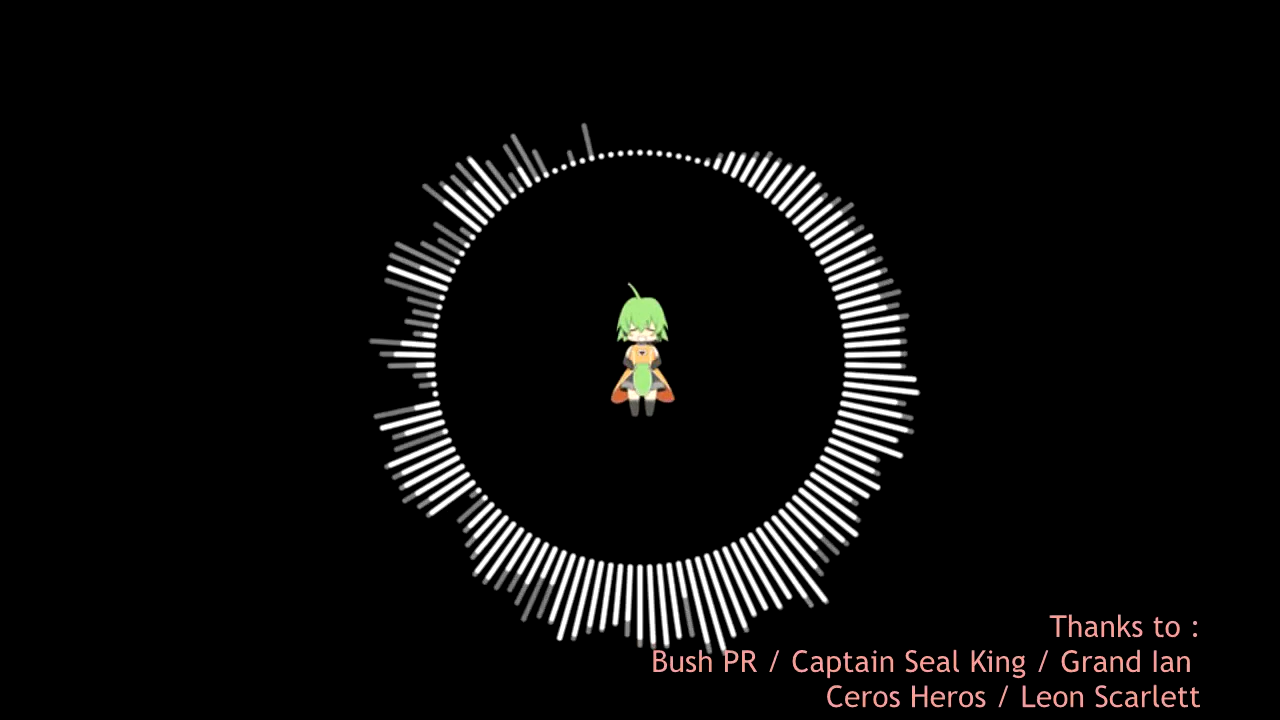 Thanks to :
Bush PR / Captain Seal King / Grand Ian
Ceros Heros / Leon Scarlett